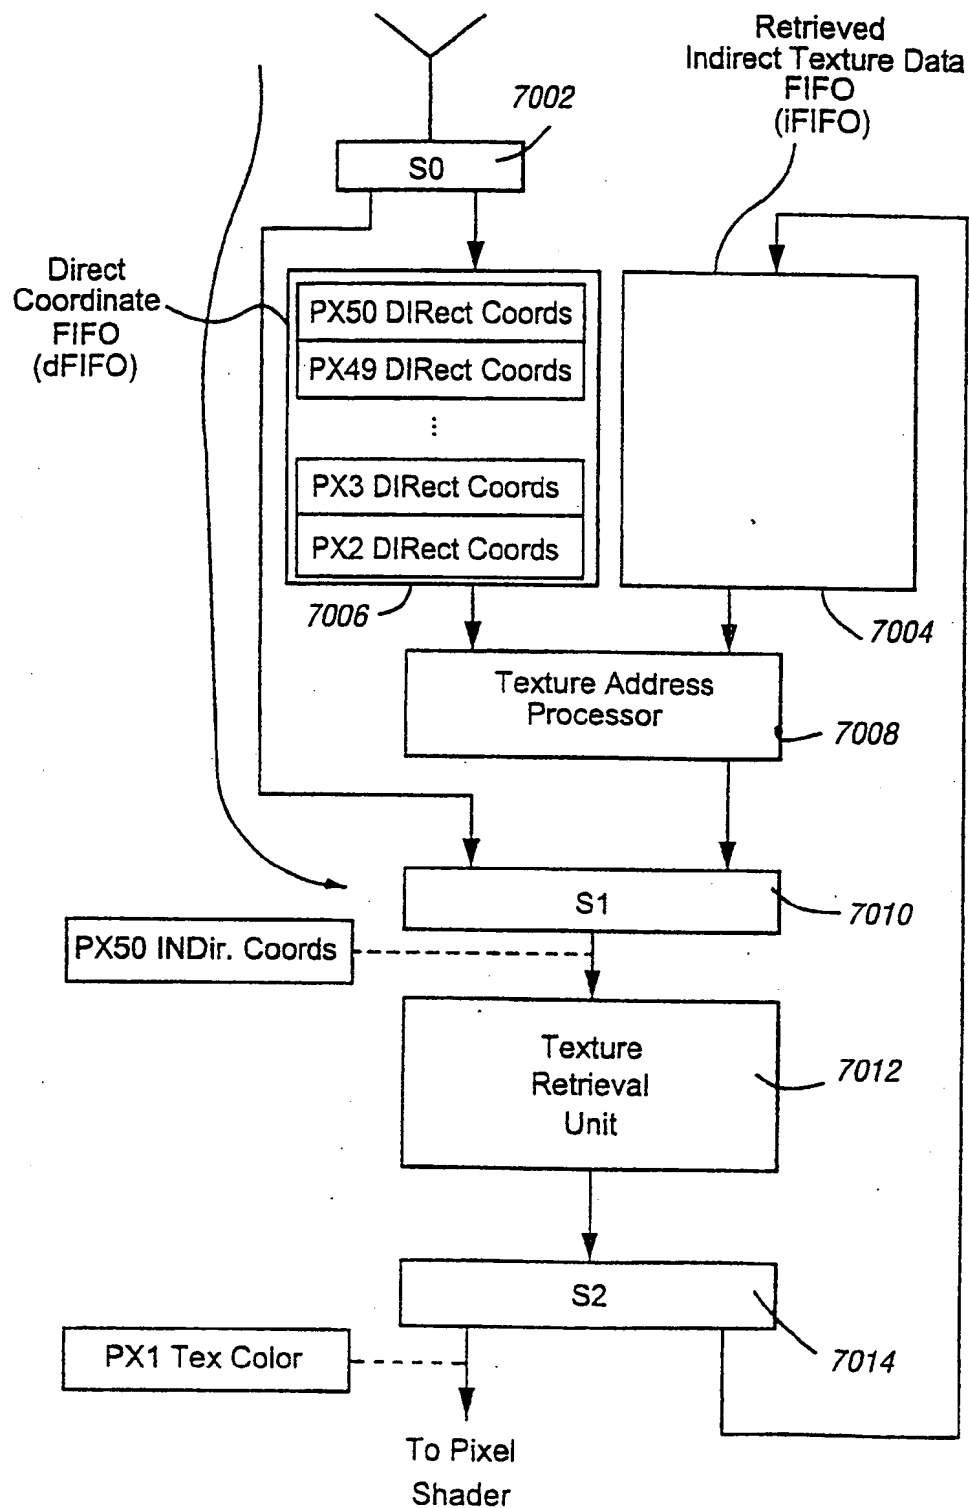 Retrieved
Indirect Texture Data
FIFO
(iFIFO)
7002
S0
Direct
Coordinate
FIFO
(dFIFO)
PX50 DIRect Coords
PX49 DIRect Coords
⋮
PX3 DIRect Coords
PX2 DIRect Coords
7006
7004
Texture Address
Processor
7008
S1
7010
PX50 INDir. Coords
Texture
Retrieval
Unit
7012
S2
7014
PX1 Tex Color
To Pixel
Shader